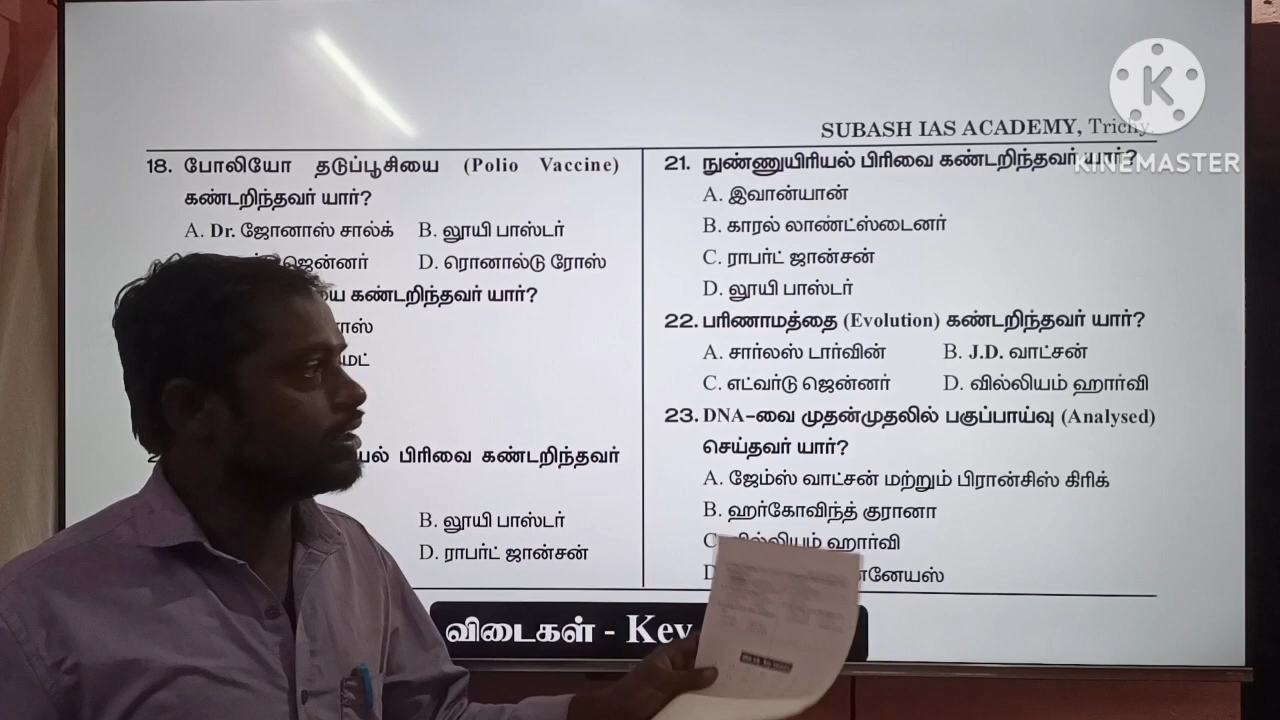 SUBASH IAS ACADEMY, Trichy.
K
KINEMASTER
18. போலியோ தடுப்பூசியை (Polio Vaccine)
கண்டறிந்தவர் யார்?
A. Dr. ஜோனாஸ் சால்க் B. லூயி பாஸ்டர்
ஜென்னர் D. ரொனால்டு ரோஸ்
கண்டறிந்தவர் யார்?
பிரிவை கண்டறிந்தவர்
B. லூயி பாஸ்டர்
D. ராபர்ட் ஜான்சன்
21. நுண்ணுயிரியல் பிரிவை கண்டறிந்தவர் யார்?
A. இவான்யான்
B. காரல் லாண்ட்ஸ்டைனர்
C. ராபர்ட் ஜான்சன்
D. லூயி பாஸ்டர்
22. பரிணாமத்தை (Evolution) கண்டறிந்தவர் யார்?
A. சார்லஸ் டார்வின் B. J.D. வாட்சன்
C. எட்வர்டு ஜென்னர் D. வில்லியம் ஹார்வி
23. DNA-வை முதன்முதலில் பகுப்பாய்வு (Analysed)
செய்தவர் யார்?
A. ஜேம்ஸ் வாட்சன் மற்றும் பிரான்சிஸ் கிரிக்
B. ஹர்கோவிந்த் குரானா
C. வில்லியம் ஹார்வி
விடைகள் - Key